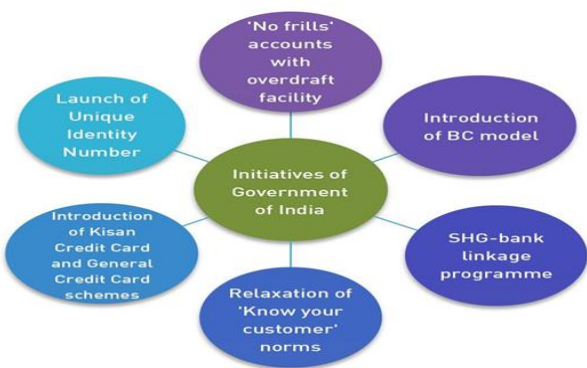 'No frills'
accounts
with
overdraft
facility
Introduction
of BC model
SHG-bank
linkage
programme
Relaxation of
'Know your
customer'
norms
Introduction
of Kisan
Credit Card
and General
Credit Card
schemes
Launch of
Unique
Identity
Number
Initiatives of
Government
of India